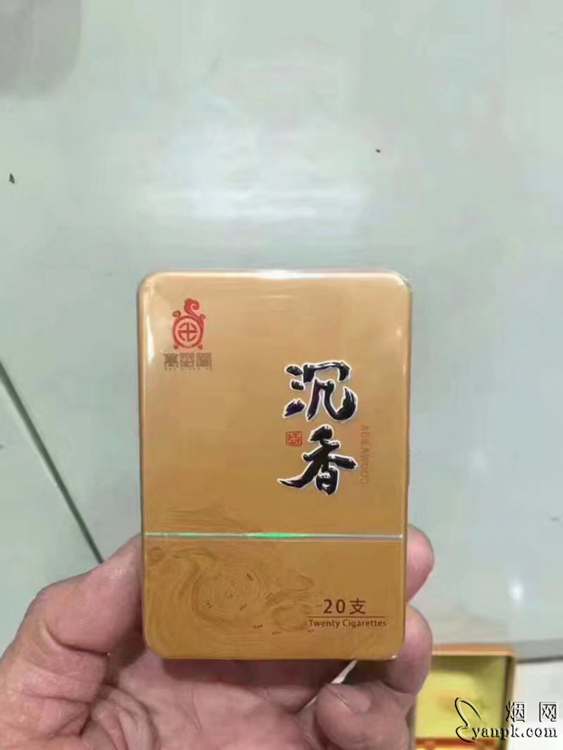 沉香
AGILAWOOD
20支
Twenty Cigarettes
烟网
yanpk.com